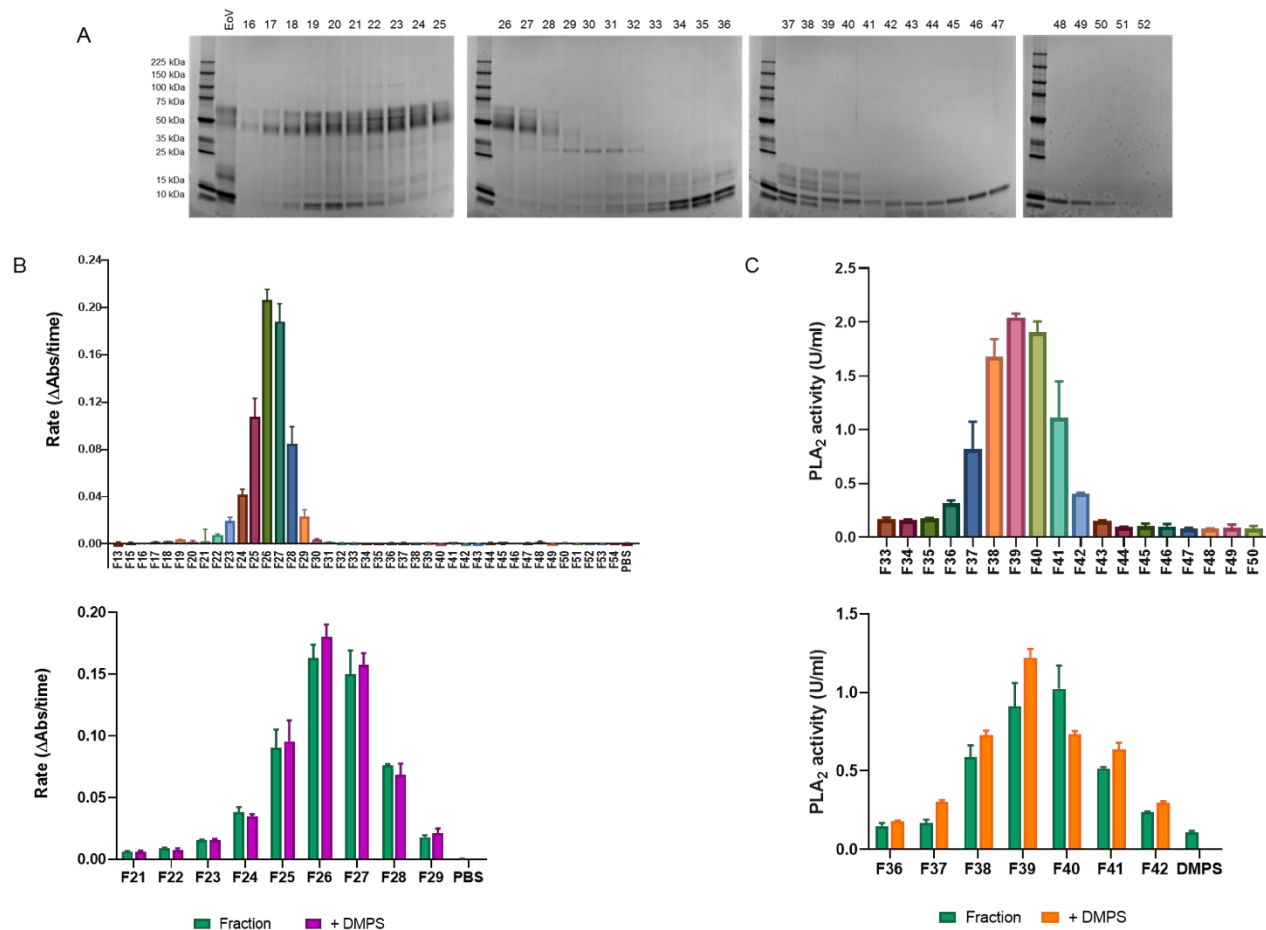 A
EoV 16 17 18 19 20 21 22 23 24 25 26 27 28 29 30 31 32 33 34 35 36 37 38 39 40 41 42 43 44 45 46 47 48 49 50 51 52
225 kDa
150 kDa
100 kDa
75 kDa
50 kDa
35 kDa
25 kDa
15 kDa
10 kDa
B
Rate (ΔAbs/time)
0.24
0.20
0.16
0.12
0.08
0.04
0.00
F13 F15 F16 F17 F18 F19 F20 F21 F22 F23 F24 F25 F26 F27 F28 F29 F30 F31 F32 F33 F34 F35 F36 F37 F38 F39 F40 F41 F42 F43 F44 F45 F46 F47 F48 F49 F50 F51 F52 F53 F54 PBS
Rate (ΔAbs/time)
0.20
0.15
0.10
0.05
0.00
F21 F22 F23 F24 F25 F26 F27 F28 F29 PBS
Fraction + DMPS
C
PLA2 activity (U/ml)
2.5
2.0
1.5
1.0
0.5
0.0
F33 F34 F35 F36 F37 F38 F39 F40 F41 F42 F43 F44 F45 F46 F47 F48 F49 F50
PLA2 activity (U/ml)
1.5
1.0
0.5
0.0
F36 F37 F38 F39 F40 F41 F42 DMPS
Fraction + DMPS